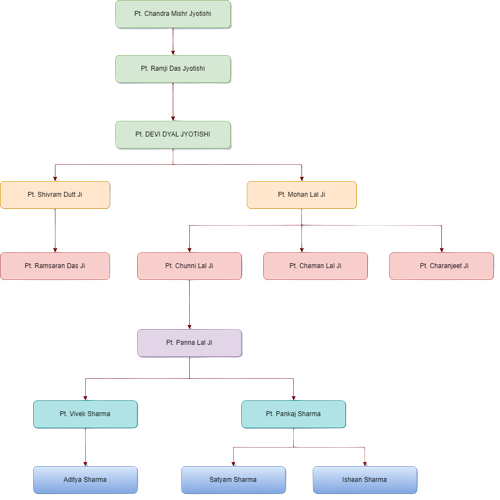 Pt. Chandra Mishr Jyotishi
Pt. Ramji Das Jyotishi
Pt. DEVI DYAL JYOTISHI
Pt. Shivram Dutt Ji
Pt. Mohan Lal Ji
Pt. Ramsaran Das Ji
Pt. Chunni Lal Ji
Pt. Chaman Lal Ji
Pt. Charanjeet Ji
Pt. Panna Lal Ji
Pt. Vivek Sharma
Pt. Pankaj Sharma
Aditya Sharma
Satyam Sharma
Ishaan Sharma